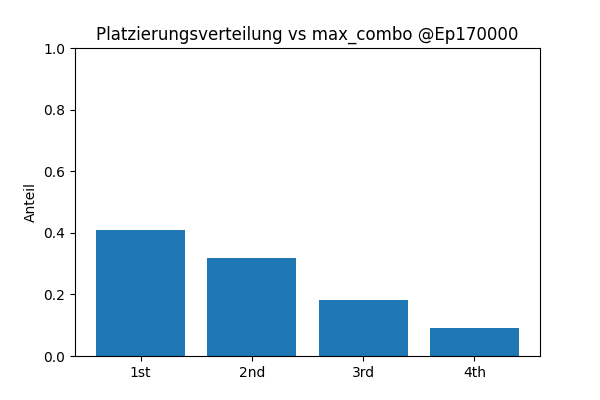 Platzierungsverteilung vs max_combo @Ep170000
1.0
0.8
0.6
0.4
0.2
0.0
Anteil
1st 2nd 3rd 4th